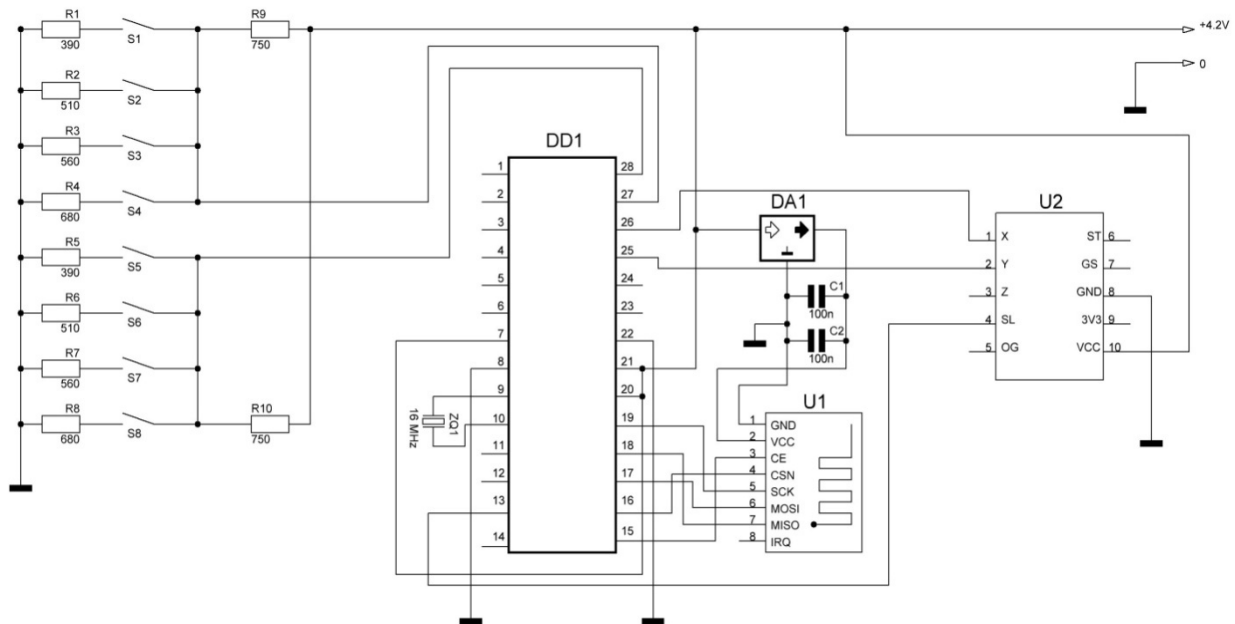 R1
390
S1
R9
750
+4.2V
0
R2
510
S2
R3
560
S3
R4
680
S4
R5
390
S5
R6
510
S6
R7
560
S7
R8
680
S8
R10
750
DD1
1
2
3
4
5
6
7
8
9
10
11
12
13
14
28
27
26
25
24
23
22
21
20
19
18
17
16
15
ZQ1
16 MHz
DA1
C1
100n
C2
100n
U1
1 GND
2 VCC
3 CE
4 CSN
5 SCK
6 MOSI
7 MISO
8 IRQ
U2
1 X
2 Y
3 Z
4 SL
5 OG
ST 6
GS 7
GND 8
3V3 9
VCC 10